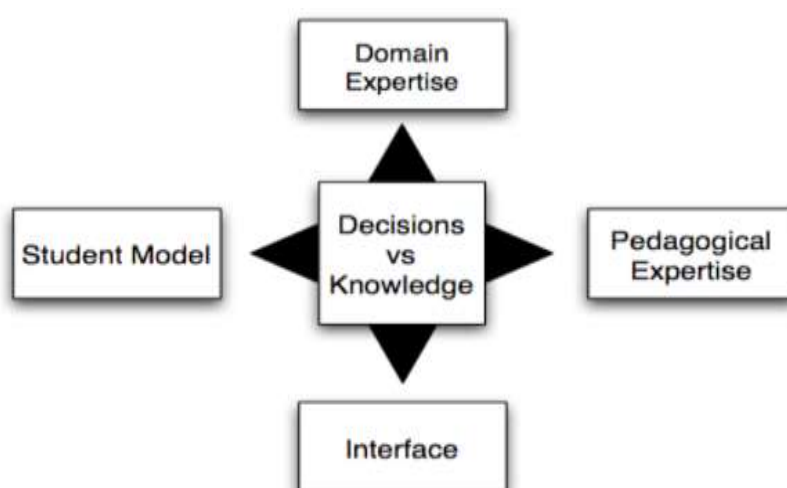 Domain
Expertise
Student Model
Decisions
vs
Knowledge
Pedagogical
Expertise
Interface